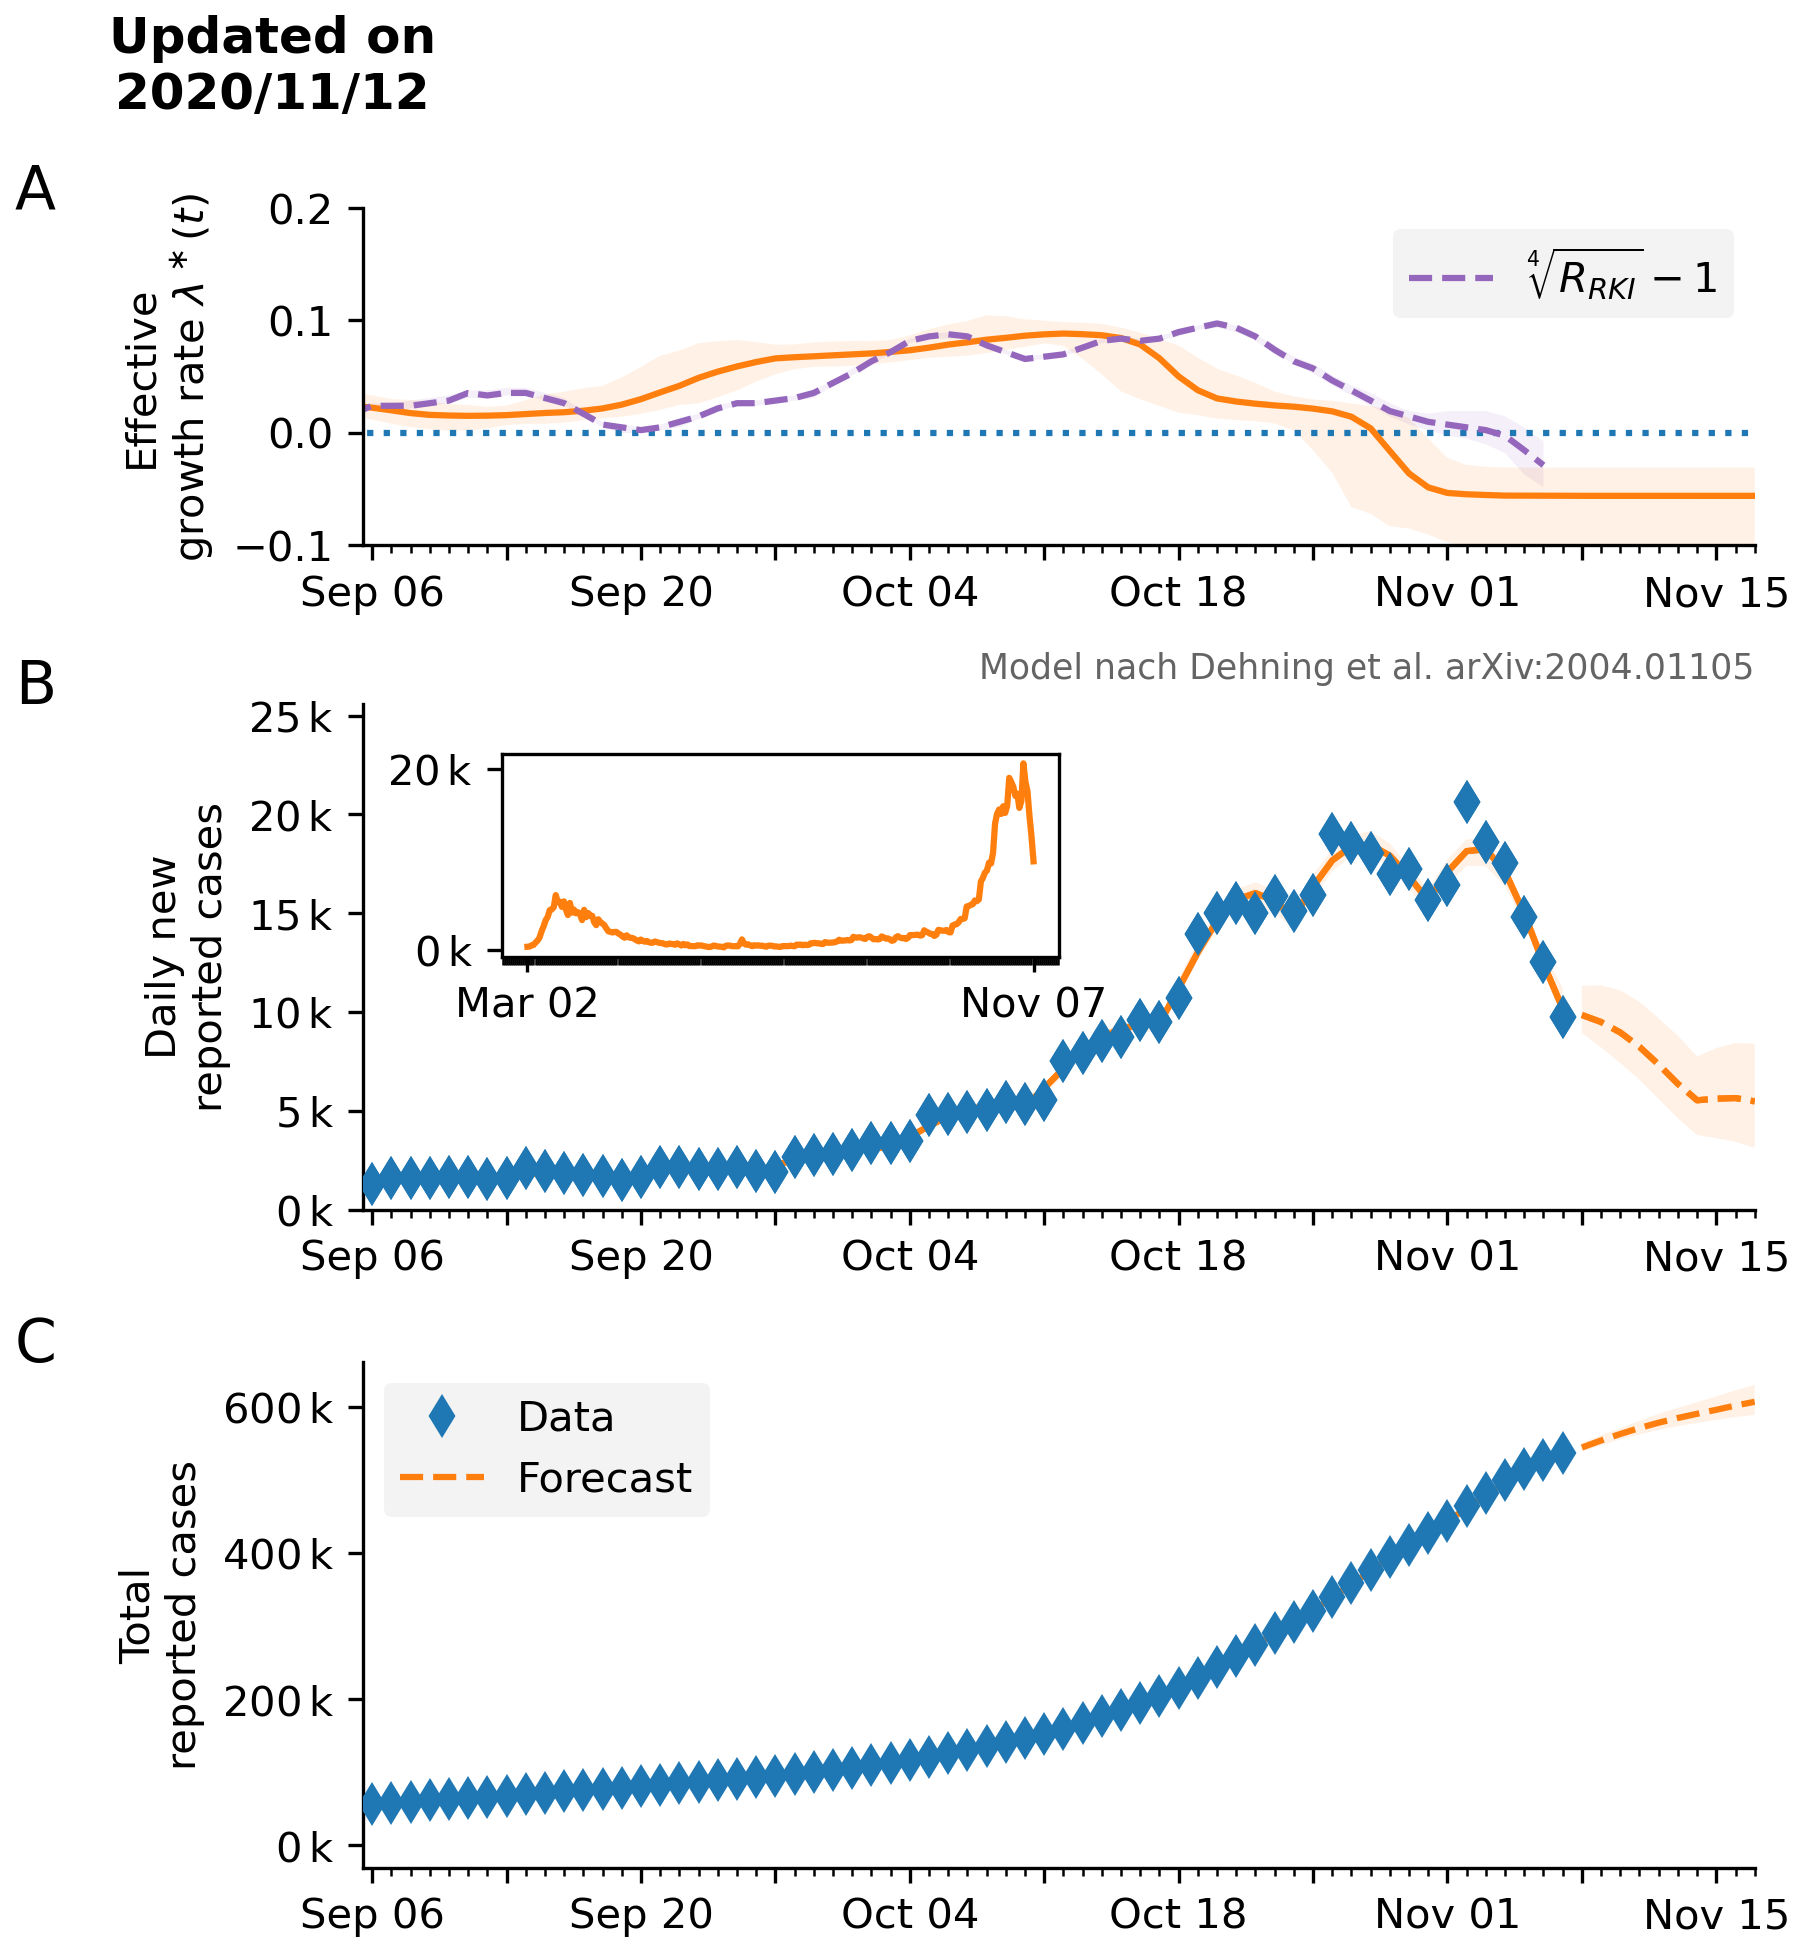 Updated on
2020/11/12
A
Effective
growth rate λ * (t)
0.2
0.1
0.0
−0.1
∜R_RKI − 1
Sep 06 Sep 20 Oct 04 Oct 18 Nov 01 Nov 15
Model nach Dehning et al. arXiv:2004.01105
B
Daily new
reported cases
25 k
20 k
15 k
10 k
5 k
0 k
20 k
0 k
Mar 02 Nov 07
Sep 06 Sep 20 Oct 04 Oct 18 Nov 01 Nov 15
C
Total
reported cases
600 k
400 k
200 k
0 k
Data
Forecast
Sep 06 Sep 20 Oct 04 Oct 18 Nov 01 Nov 15